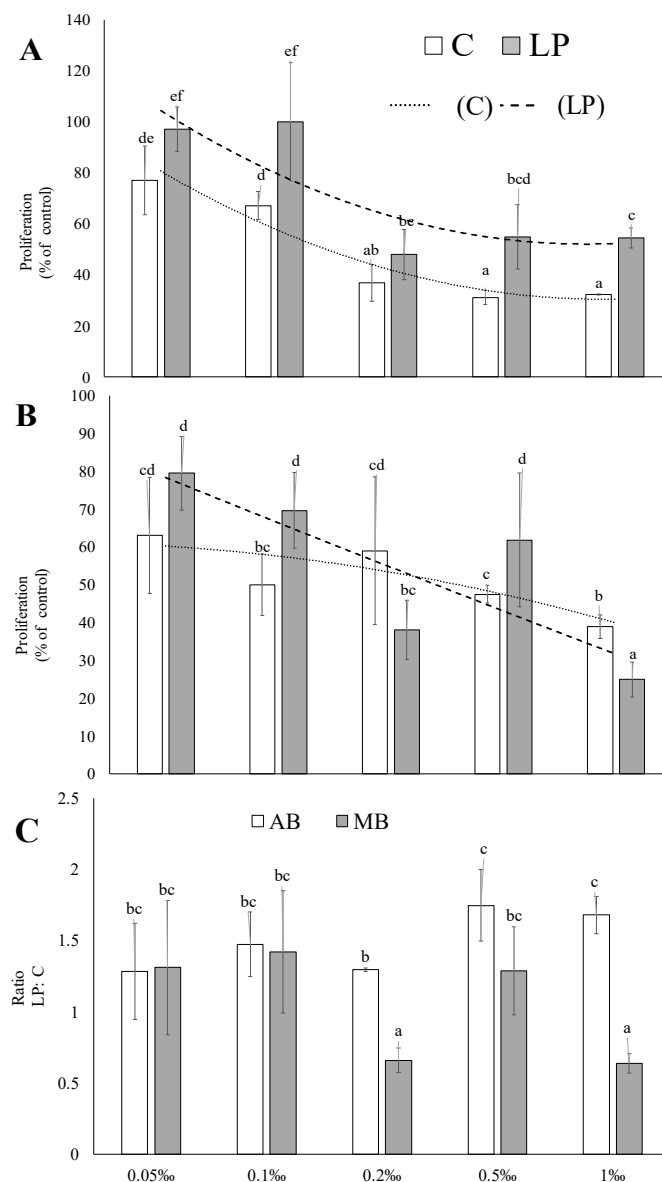 A
C LP
(C) (LP)
140
120
100
80
60
40
20
0
Proliferation
(% of control)
de ef d ef ab bc a bcd a c
B
100
90
80
70
60
50
40
30
20
10
0
Proliferation
(% of control)
cd d bc d cd bc c d b a
C
AB MB
2.5
2
1.5
1
0.5
0
Ratio
LP: C
bc bc bc bc b a c bc c a
0.05‰ 0.1‰ 0.2‰ 0.5‰ 1‰